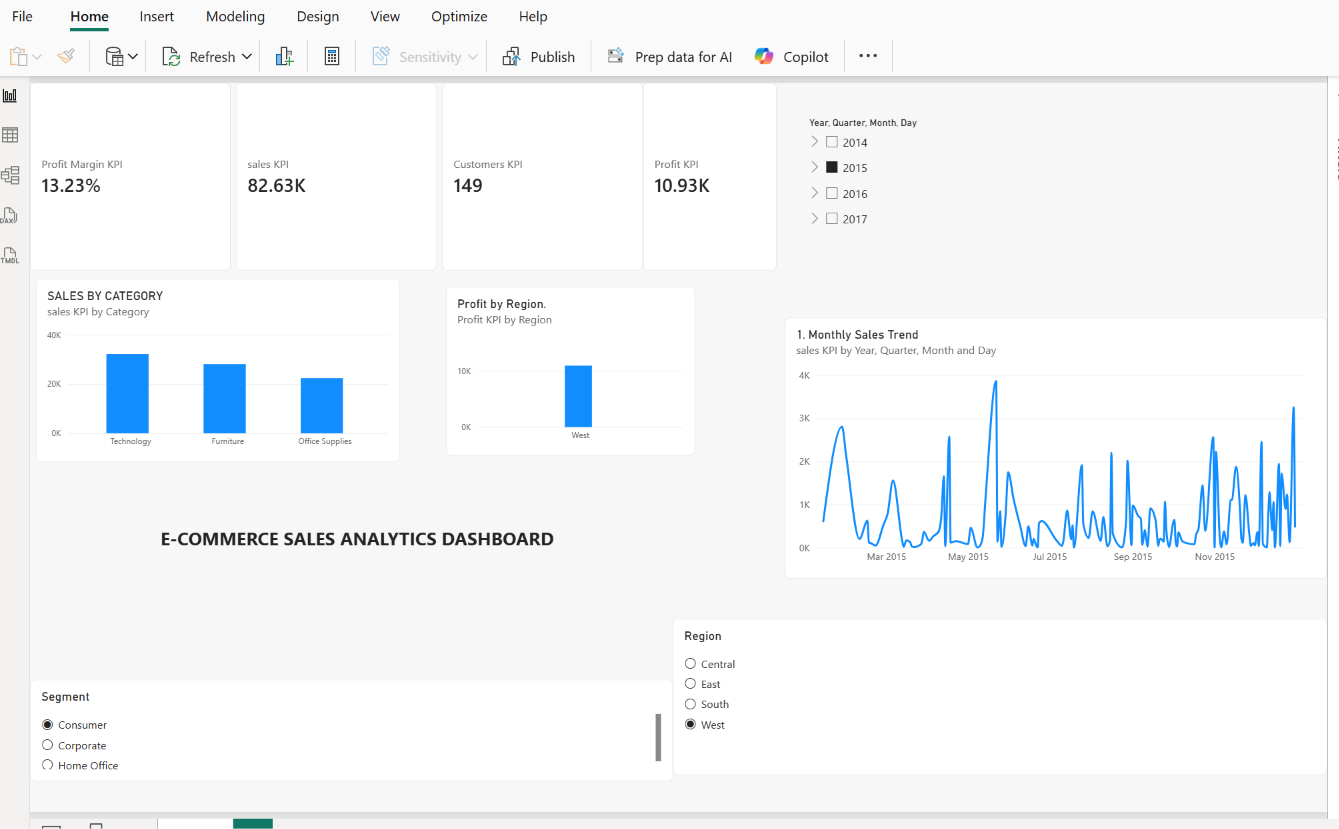 File Home Insert Modeling Design View Optimize Help
Refresh Sensitivity Publish Prep data for AI Copilot
Profit Margin KPI
13.23%
sales KPI
82.63K
Customers KPI
149
Profit KPI
10.93K
Year, Quarter, Month, Day
2014
2015
2016
2017
DAX
TMDL
SALES BY CATEGORY
sales KPI by Category
40K
20K
0K
Technology Furniture Office Supplies
Profit by Region.
Profit KPI by Region
10K
0K
West
1. Monthly Sales Trend
sales KPI by Year, Quarter, Month and Day
4K
3K
2K
1K
0K
Mar 2015 May 2015 Jul 2015 Sep 2015 Nov 2015
E-COMMERCE SALES ANALYTICS DASHBOARD
Region
Central
East
South
West
Segment
Consumer
Corporate
Home Office